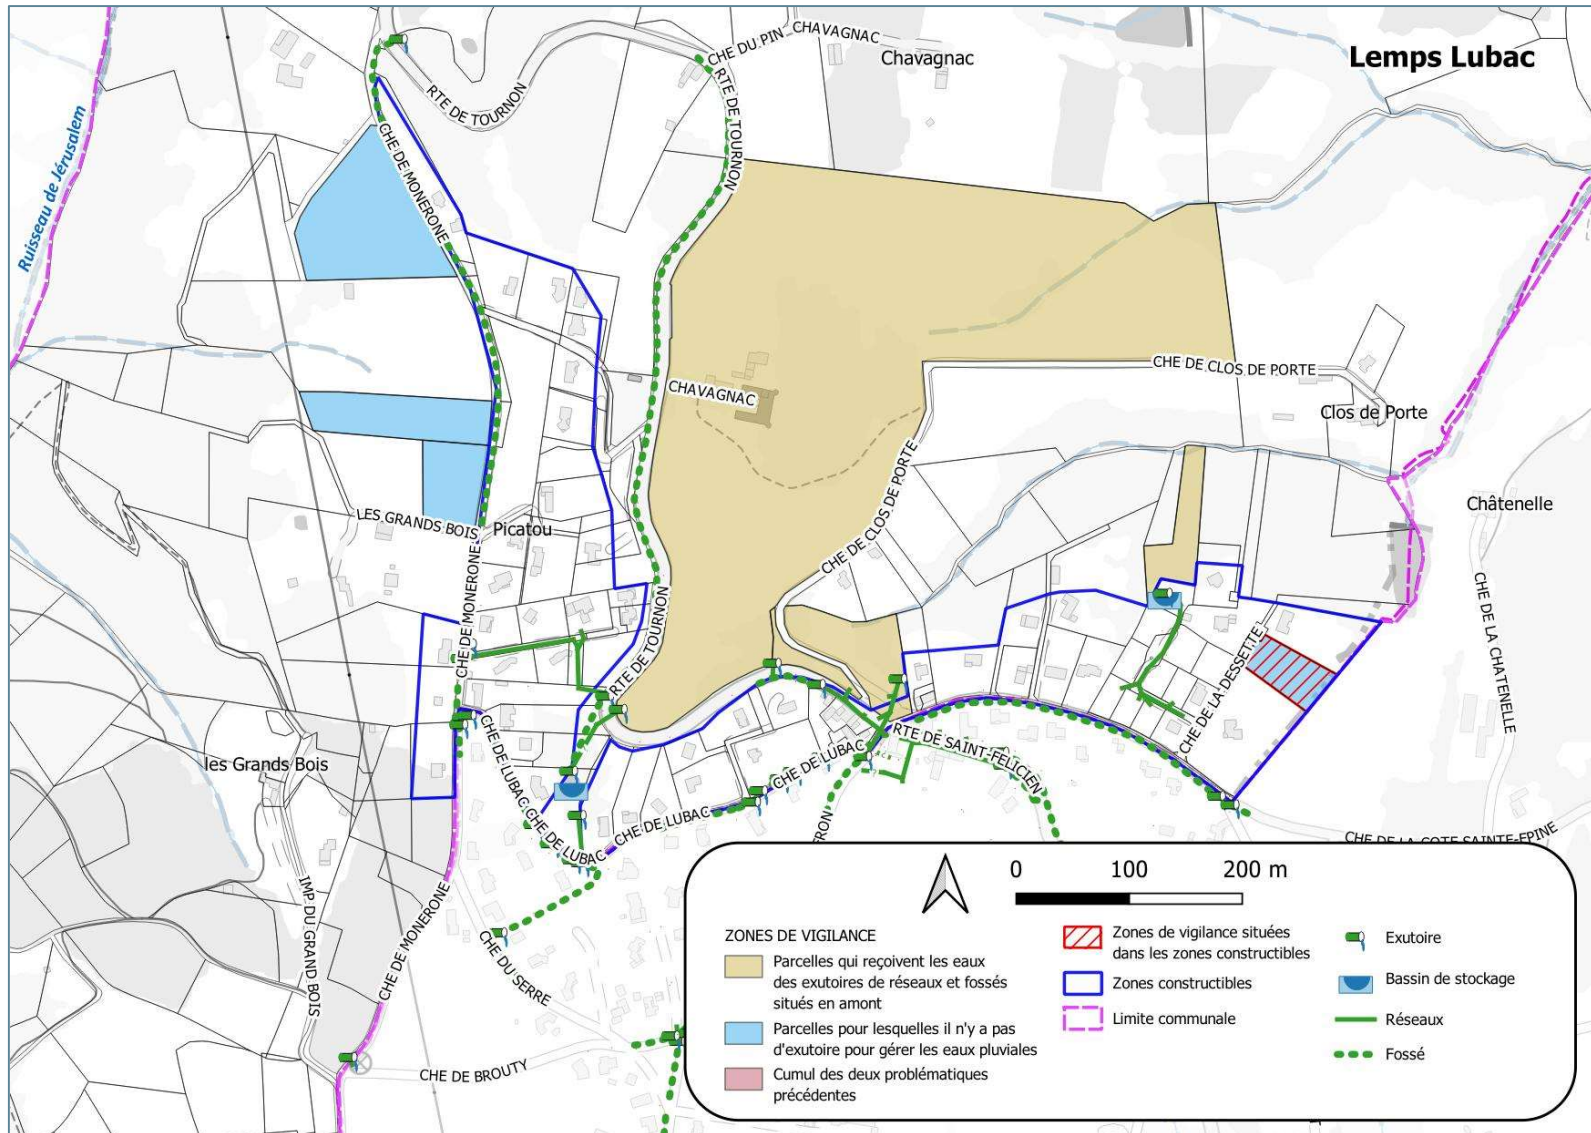 Lemps Lubac
CHE DU PIN
CHAVAGNAC
Chavagnac
RTE DE TOURNON
RTE DE TOURNON
Ruisseau de Jérusalem
CHE DE MONERONE
CHAVAGNAC
CHE DE CLOS DE PORTE
Clos de Porte
CHE DE CLOS DE PORTE
Châtenelle
LES GRANDS BOIS
Picatou
CHE DE MONERONE
RTE DE TOURNON
CHE DE LA DESSETTE
CHE DE LA CHATENELLE
les Grands Bois
CHE DE LUBAC
CHE DE LUBAC
CHE DE LUBAC
CHE DE LUBAC
RTE DE SAINT-FELICIEN
CHE DE LA COTE SAINTE-EPINE
IMP DU GRAND BOIS
CHE DE MONERONE
CHE DU SERRE
CHE DE BROUTY
0 100 200 m
ZONES DE VIGILANCE
Parcelles qui reçoivent les eaux
des exutoires de réseaux et fossés
situés en amont
Parcelles pour lesquelles il n'y a pas
d'exutoire pour gérer les eaux pluviales
Cumul des deux problématiques
précédentes
Zones de vigilance situées
dans les zones constructibles
Zones constructibles
Limite communale
Exutoire
Bassin de stockage
Réseaux
Fossé